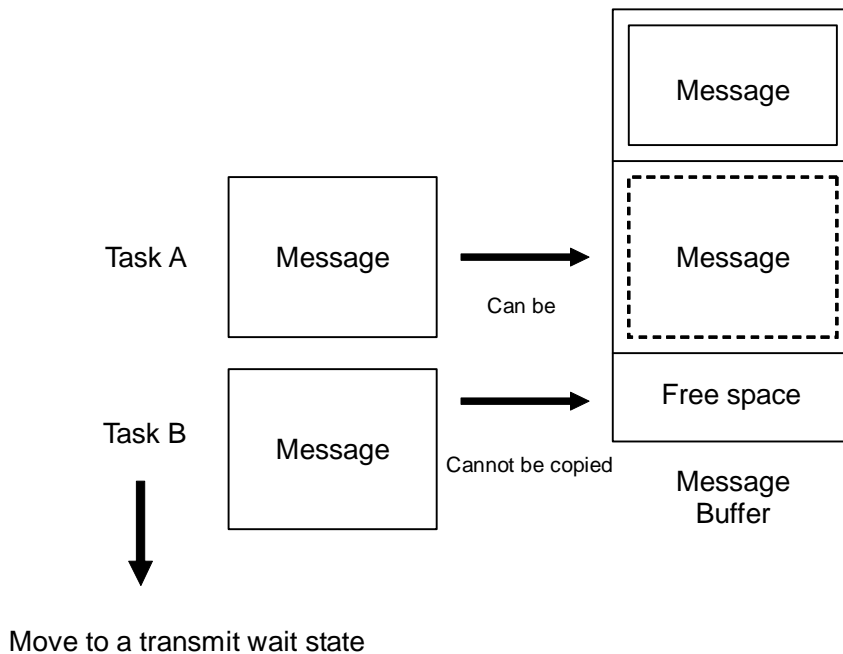 Message
Task A
Message
Can be
Message
Task B
Message
Cannot be copied
Free space
Message
Buffer
Move to a transmit wait state